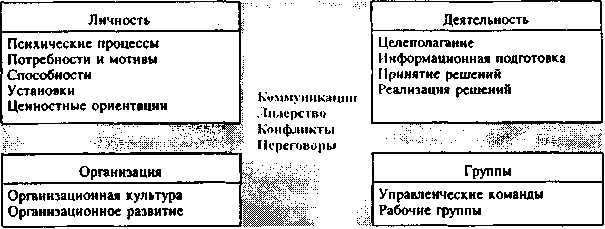 Личность
Психические процессы
Потребности и мотивы
Способности
Установки
Ценностные ориентации
Деятельность
Целеполагание
Информационная подготовка
Принятие решений
Реализация решений
Коммуникации
Лидерство
Конфликты
Переговоры
Организация
Организационная культура
Организационное развитие
Группы
Управленческие команды
Рабочие группы